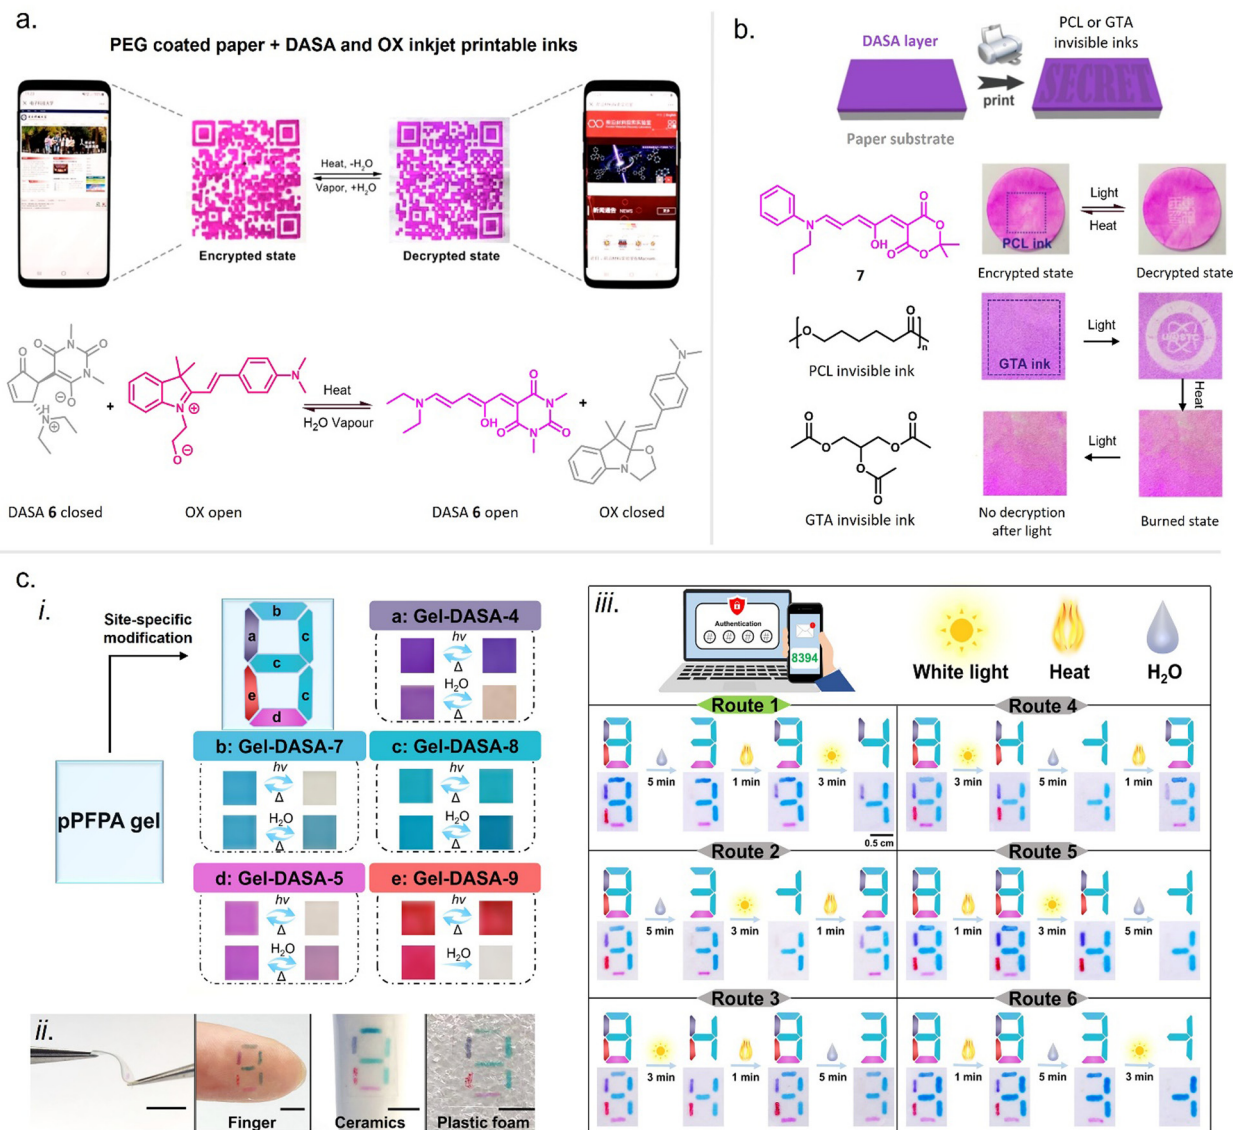 a.
PEG coated paper + DASA and OX inkjet printable inks
Heat, -H₂O
Vapor, +H₂O
Encrypted state
Decrypted state
新闻通告 NEWS
O
N
O
O
N
O
⊖
H
N
⊕
+
N
⊕
O
⊖
N
Heat
H₂O Vapour
N
OH
O
N
O
N
O
+
N
O
N
DASA 6 closed
OX open
DASA 6 open
OX closed
b.
DASA layer
print
PCL or GTA
invisible inks
SECRET
Paper substrate
N
OH
O
O
O
O
7
PCL ink
Light
Heat
Encrypted state
Decrypted state
O
O
n
PCL invisible ink
GTA ink
Light
Heat
O
O
O
O
O
O
GTA invisible ink
Light
No decryption
after light
Burned state
c.
i.
Site-specific
modification
b
a
c
c
e
c
d
pPFPA gel
a: Gel-DASA-4
hv
Δ
H₂O
Δ
b: Gel-DASA-7
hv
Δ
H₂O
Δ
c: Gel-DASA-8
hv
Δ
H₂O
Δ
d: Gel-DASA-5
hv
Δ
H₂O
Δ
e: Gel-DASA-9
hv
Δ
H₂O
ii.
Finger
Ceramics
Plastic foam
iii.
Authentication
8394
White light
Heat
H₂O
Route 1
5 min
1 min
3 min
0.5 cm
Route 4
3 min
5 min
1 min
Route 2
5 min
3 min
1 min
Route 5
1 min
3 min
5 min
Route 3
3 min
1 min
5 min
Route 6
1 min
5 min
3 min